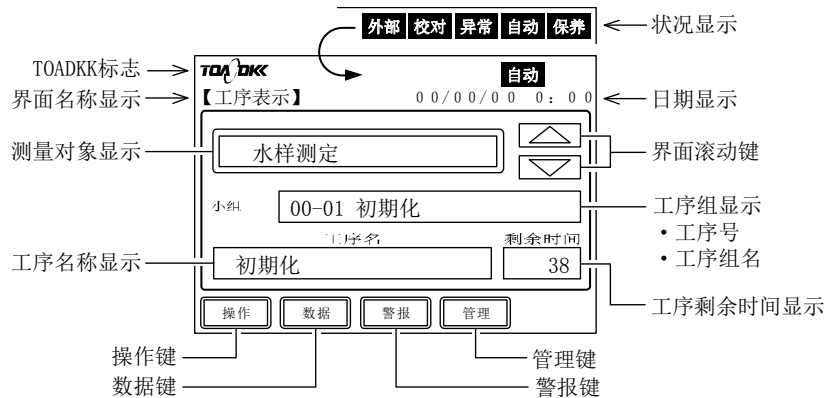 外部 校对 异常 自动 保养 状况显示
TOADKK标志 TOADKK 自动
界面名称显示 【工序表示】 00/00/00 0:00 日期显示
测量对象显示 水样测定 界面滚动键
小组 00-01 初期化 工序组显示
・工序号
・工序组名
工序名 剩余时间
工序名称显示 初期化 38
工序剩余时间显示
操作 数据 警报 管理
操作键 管理键
数据键 警报键